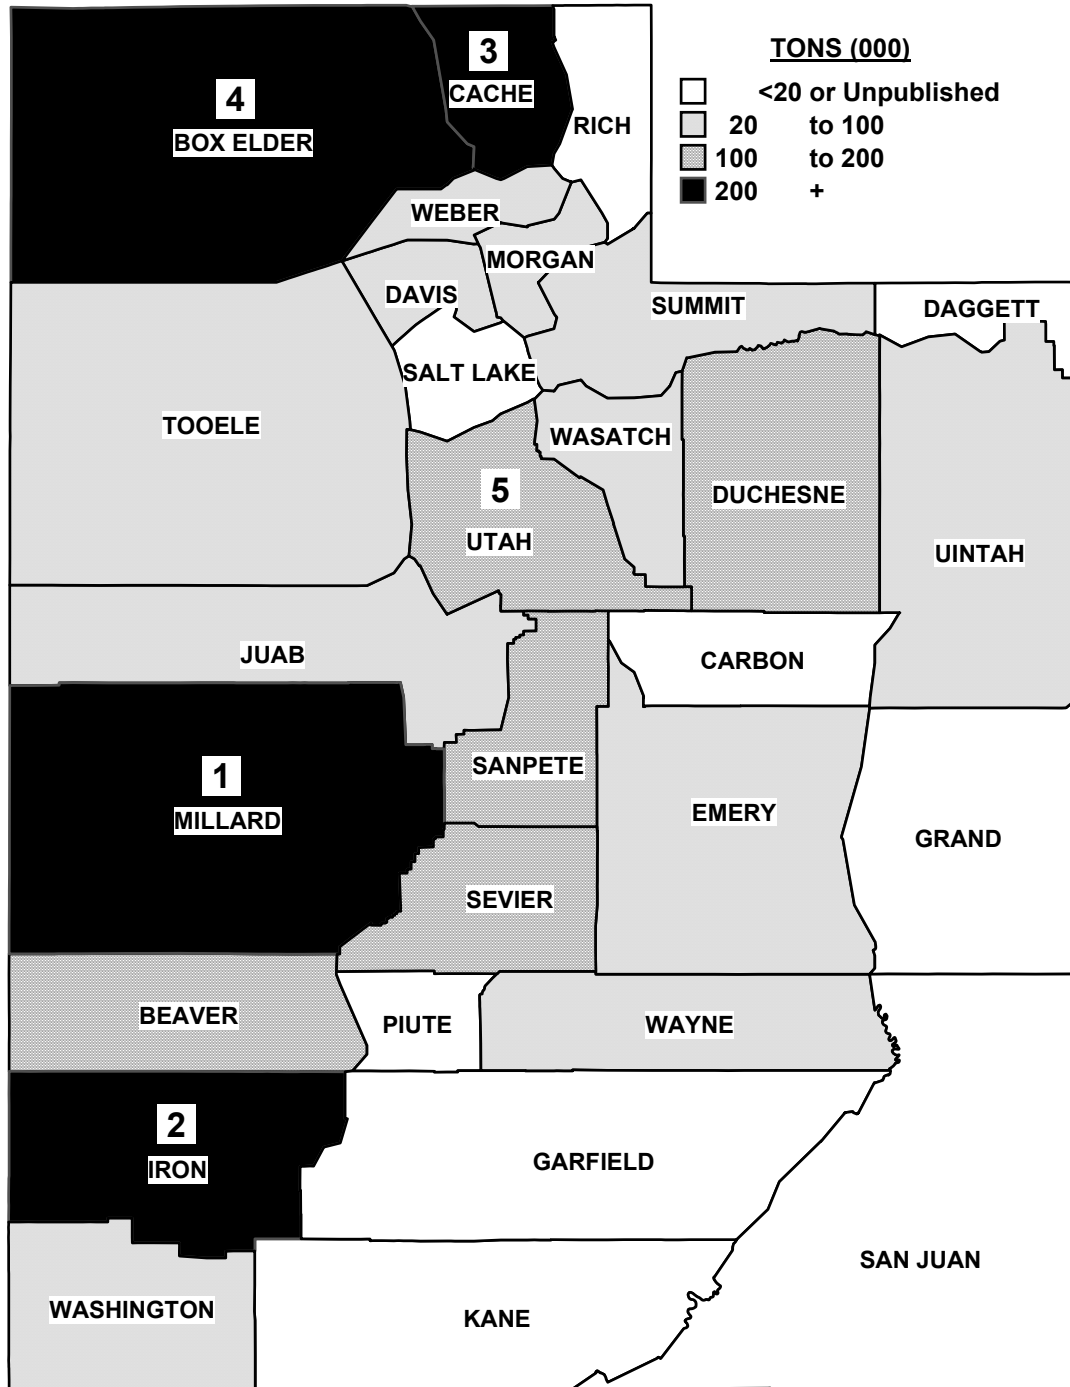 TONS (000)
<20 or Unpublished
20 to 100
100 to 200
200 +
3
CACHE
4
BOX ELDER
RICH
WEBER
MORGAN
DAVIS
SUMMIT
DAGGETT
SALT LAKE
TOOELE
WASATCH
5
UTAH
DUCHESNE
UINTAH
JUAB
CARBON
1
MILLARD
SANPETE
EMERY
GRAND
SEVIER
BEAVER
PIUTE
WAYNE
2
IRON
GARFIELD
SAN JUAN
WASHINGTON
KANE